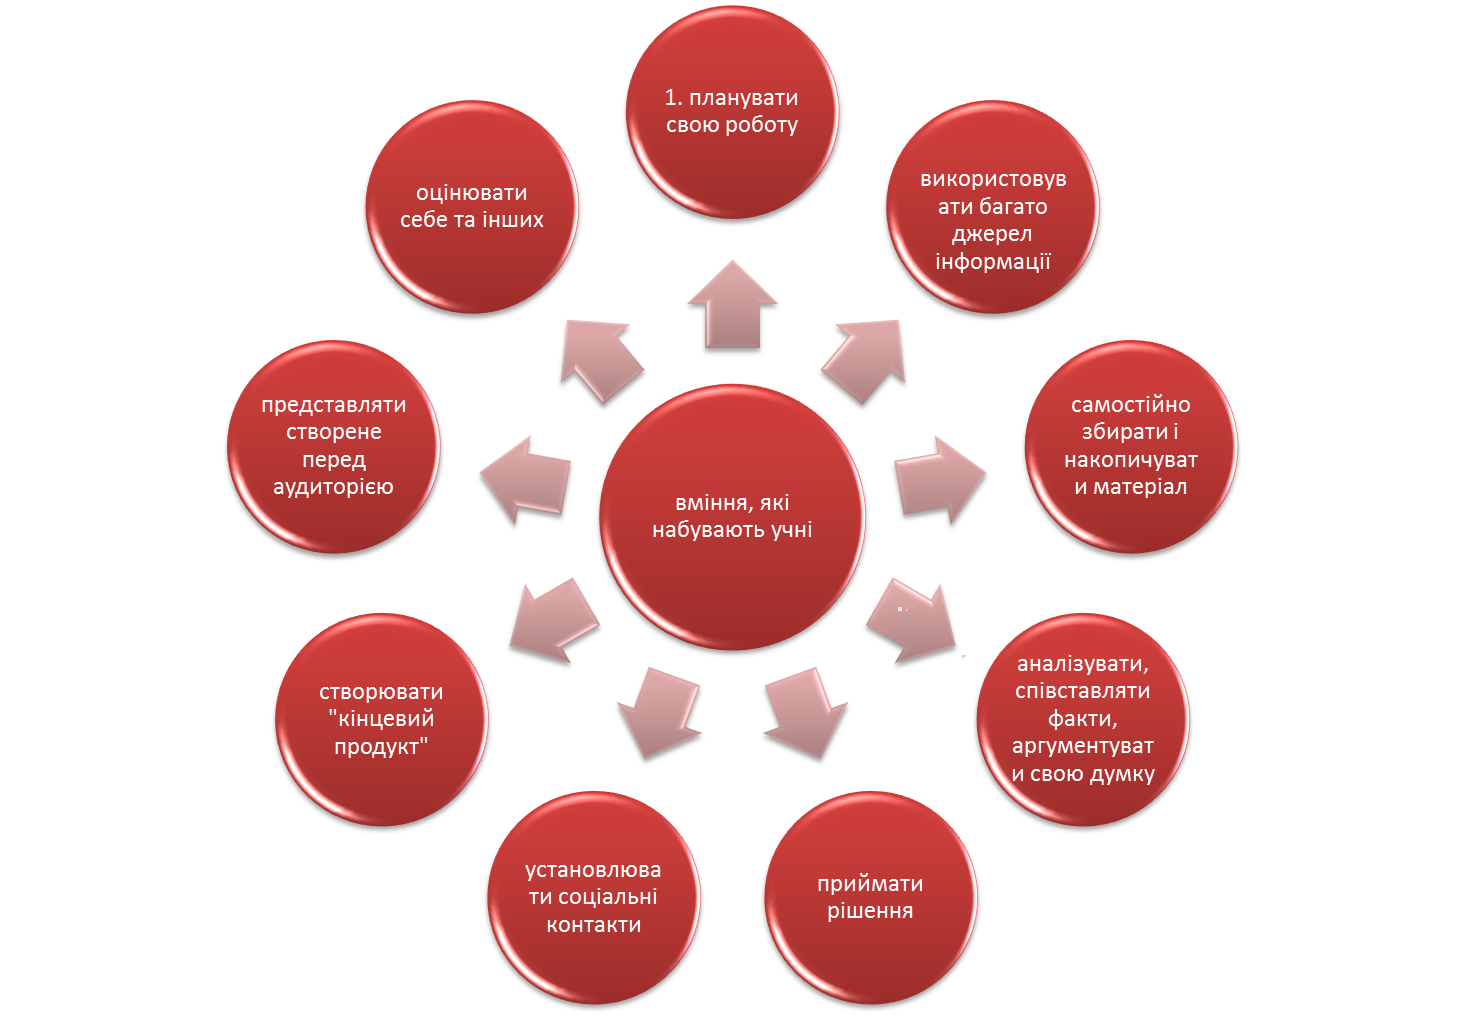 1. планувати
свою роботу
використовув
ати багато
джерел
інформації
самостійно
збирати і
накопичуват
и матеріал
аналізувати,
співставляти
факти,
аргументуват
и свою думку
приймати
рішення
установлюва
ти соціальні
контакти
створювати
"кінцевий
продукт"
представляти
створене
перед
аудиторією
оцінювати
себе та інших
вміння, які
набувають учні